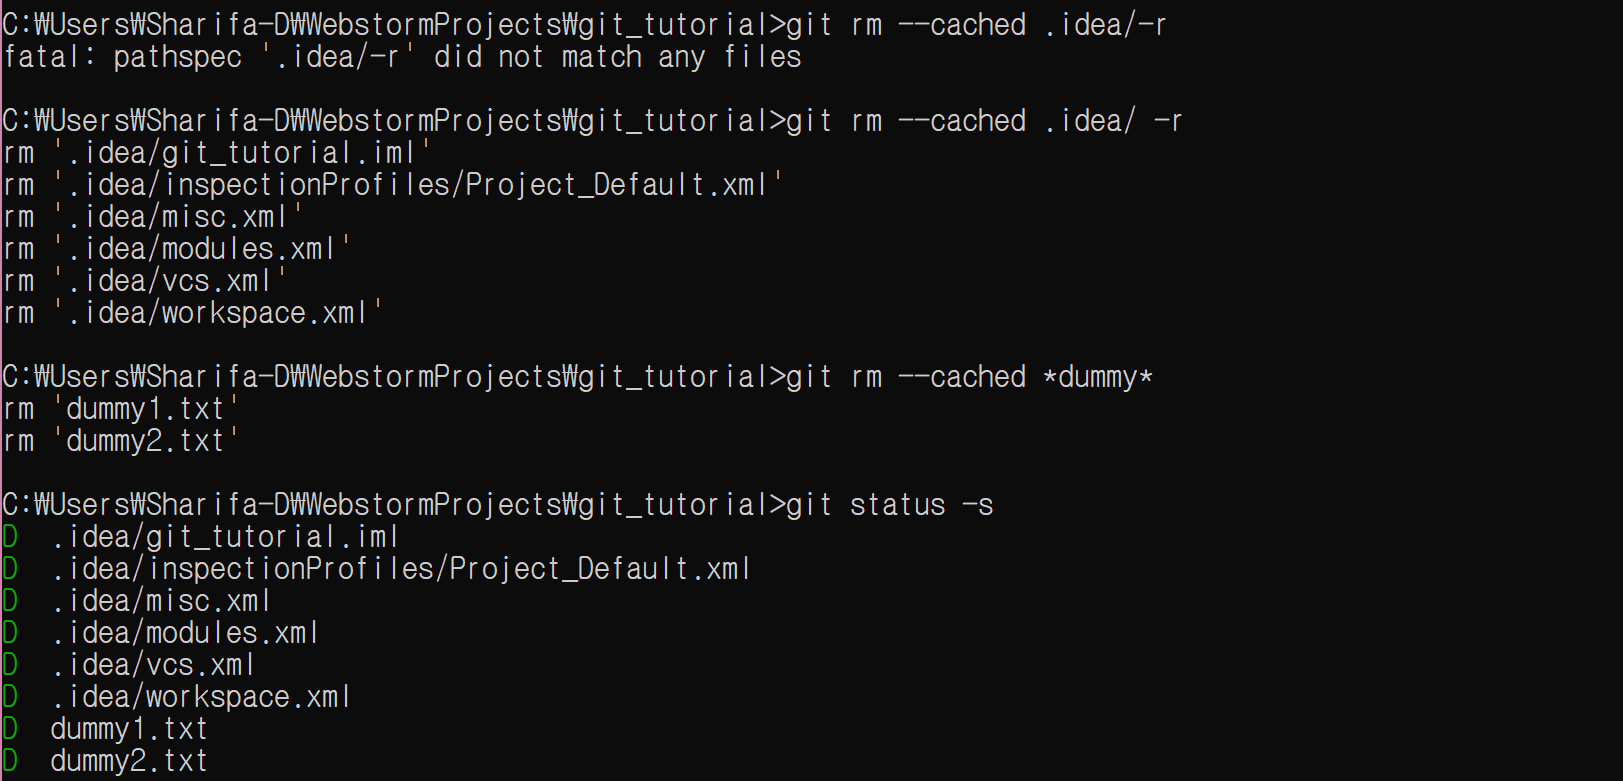 C:₩Users₩Sharifa-D₩WebstormProjects₩git_tutorial>git rm --cached .idea/-r
fatal: pathspec '.idea/-r' did not match any files
C:₩Users₩Sharifa-D₩WebstormProjects₩git_tutorial>git rm --cached .idea/ -r
rm '.idea/git_tutorial.iml'
rm '.idea/inspectionProfiles/Project_Default.xml'
rm '.idea/misc.xml'
rm '.idea/modules.xml'
rm '.idea/vcs.xml'
rm '.idea/workspace.xml'
C:₩Users₩Sharifa-D₩WebstormProjects₩git_tutorial>git rm --cached *dummy*
rm 'dummy1.txt'
rm 'dummy2.txt'
C:₩Users₩Sharifa-D₩WebstormProjects₩git_tutorial>git status -s
D  .idea/git_tutorial.iml
D  .idea/inspectionProfiles/Project_Default.xml
D  .idea/misc.xml
D  .idea/modules.xml
D  .idea/vcs.xml
D  .idea/workspace.xml
D  dummy1.txt
D  dummy2.txt